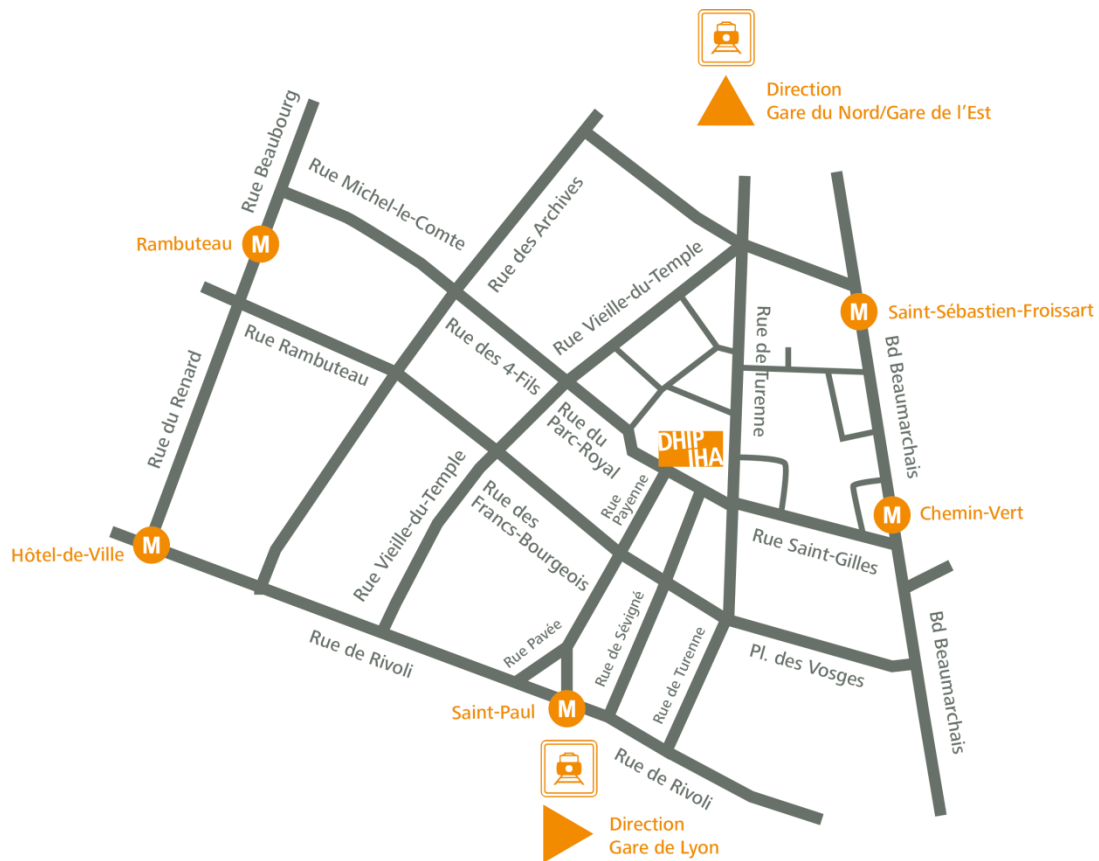 Direction
Gare du Nord/Gare de l'Est
Rue Beaubourg
Rue Michel-le-Comte
Rue des Archives
Rambuteau
M
Rue Vieille-du-Temple
M
Saint-Sébastien-Froissart
Rue Rambuteau
Rue des 4-Fils
Rue de Turenne
Bd Beaumarchais
Rue du Renard
Rue du
Parc-Royal
DHIP
IHA
Rue Vieille-du-Temple
Rue des
Francs-Bourgeois
Rue
Payenne
M
Chemin-Vert
Rue Saint-Gilles
Hôtel-de-Ville
M
Rue de Rivoli
Rue Pavée
Rue de Sévigné
Rue de Turenne
Pl. des Vosges
Bd Beaumarchais
Saint-Paul
M
Rue de Rivoli
Direction
Gare de Lyon